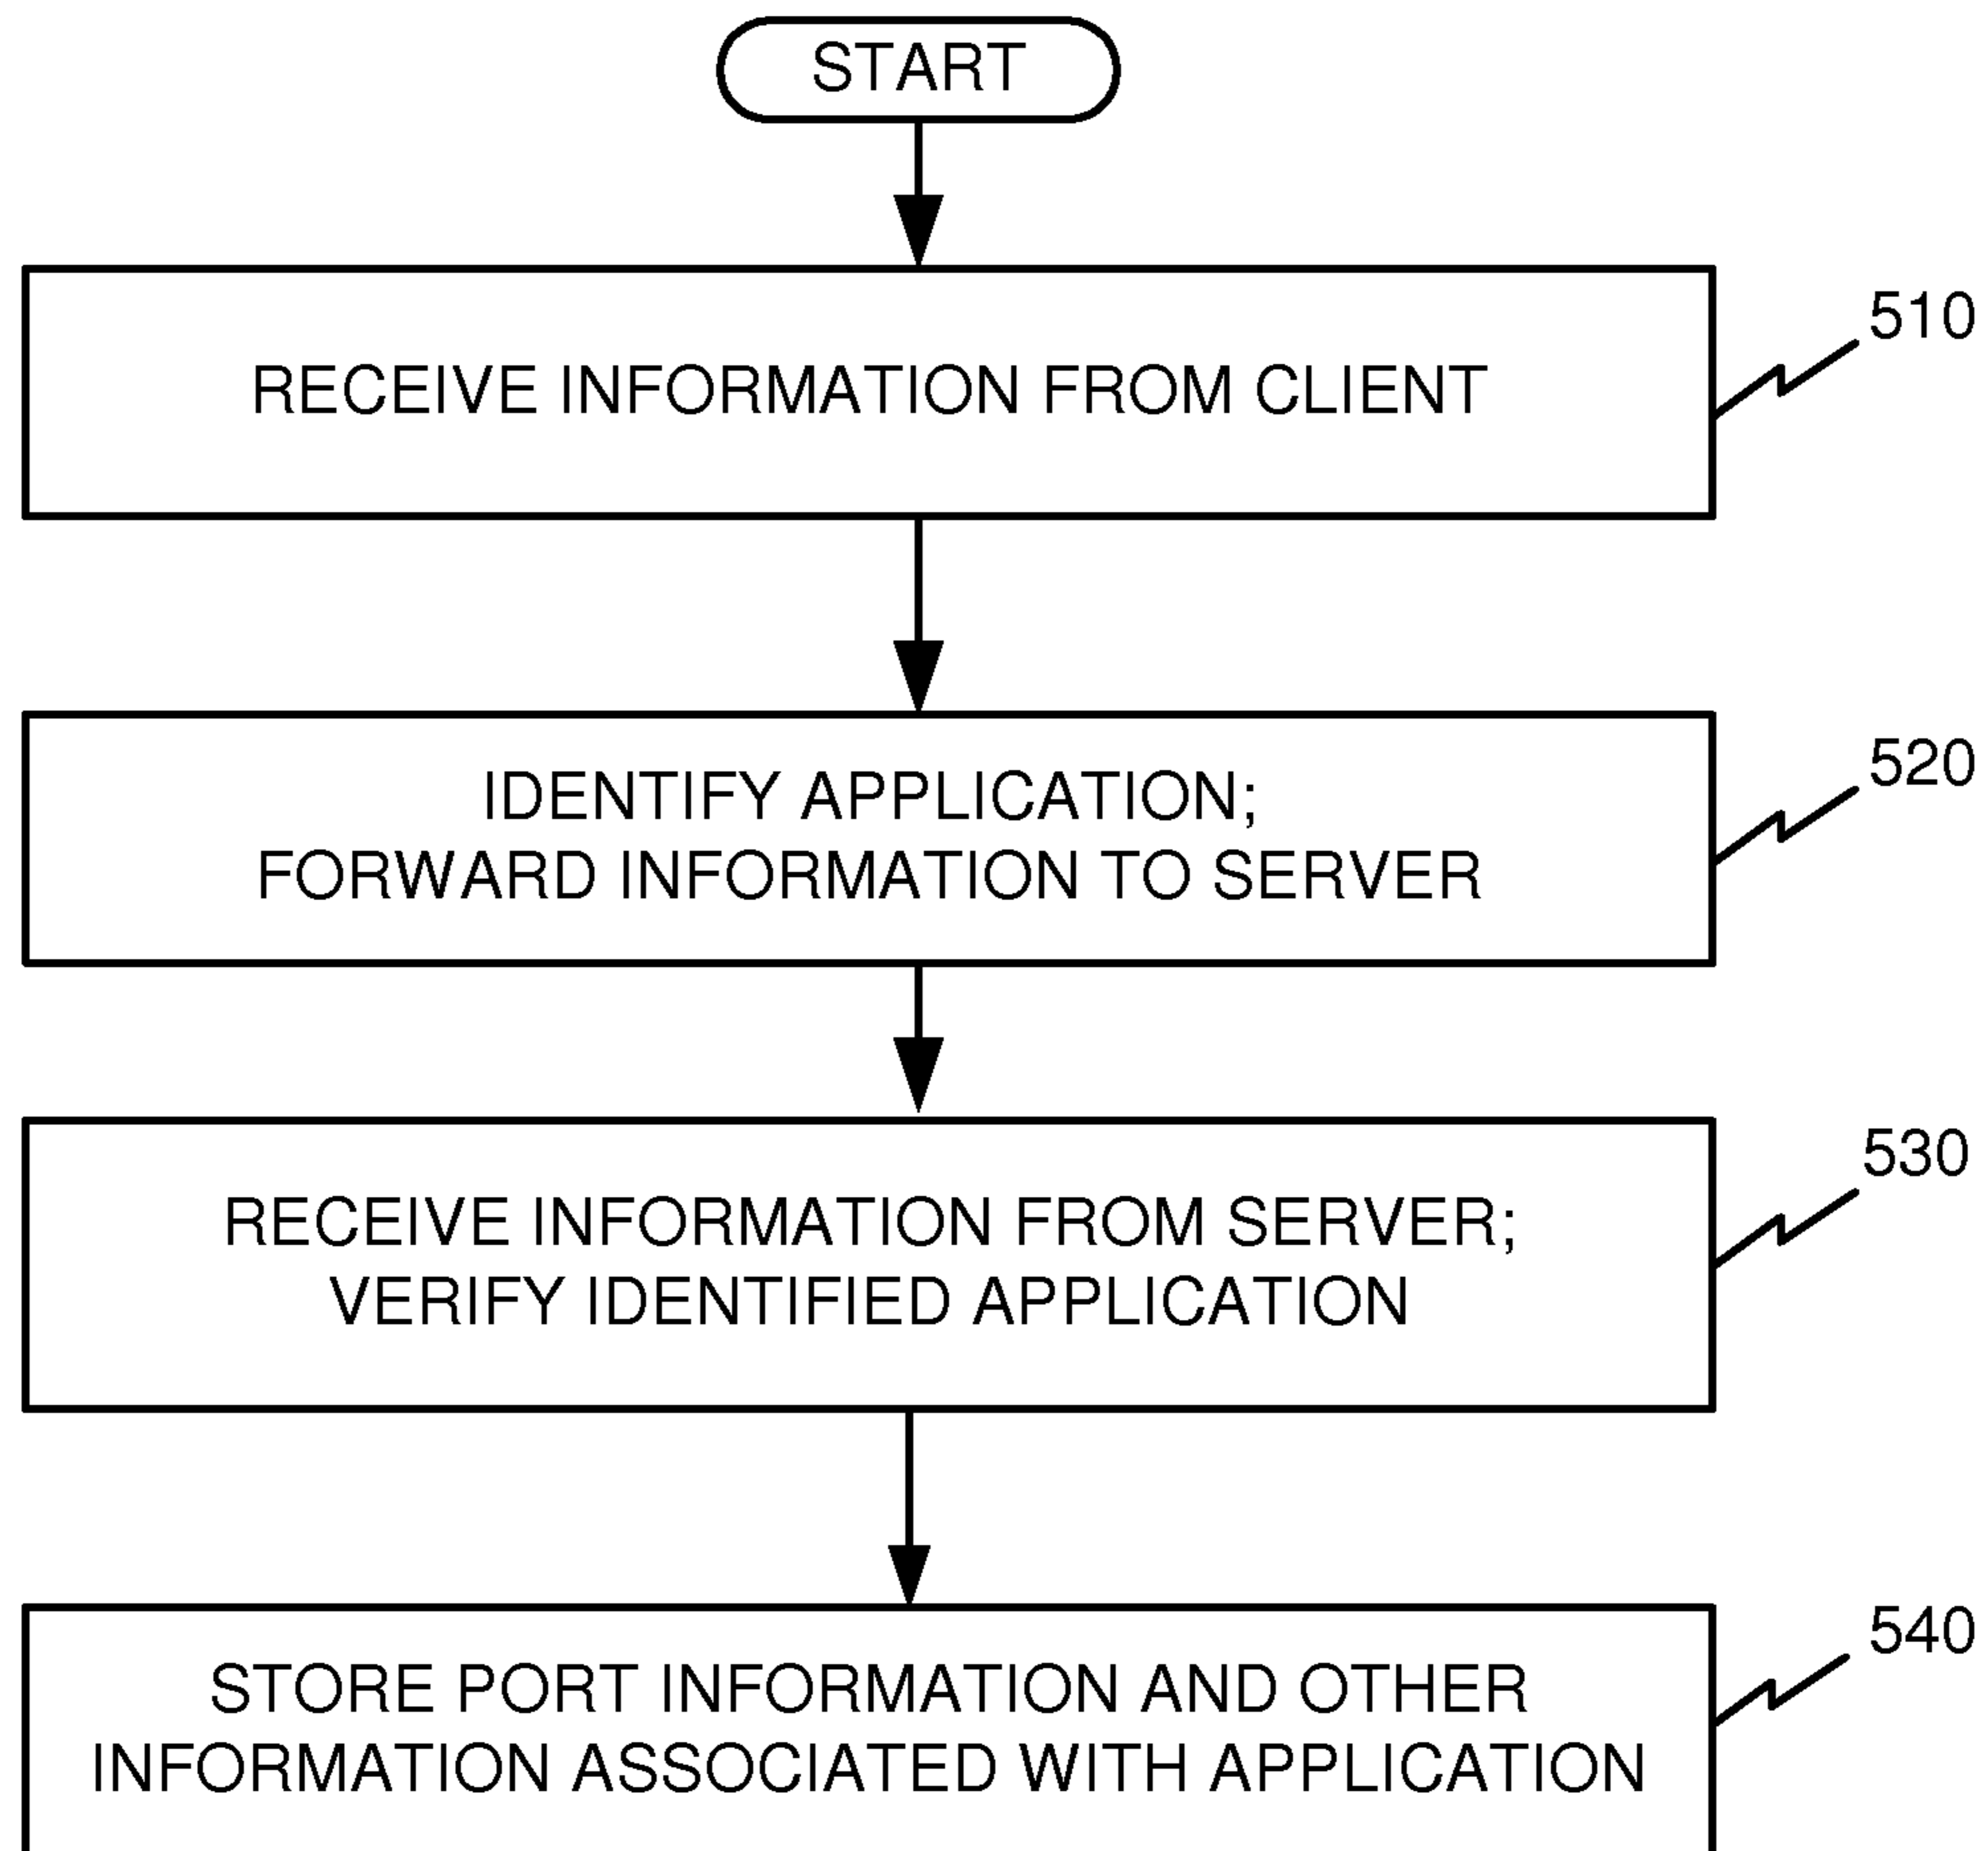 START
510
RECEIVE INFORMATION FROM CLIENT
520
IDENTIFY APPLICATION;
FORWARD INFORMATION TO SERVER
530
RECEIVE INFORMATION FROM SERVER;
VERIFY IDENTIFIED APPLICATION
540
STORE PORT INFORMATION AND OTHER
INFORMATION ASSOCIATED WITH APPLICATION